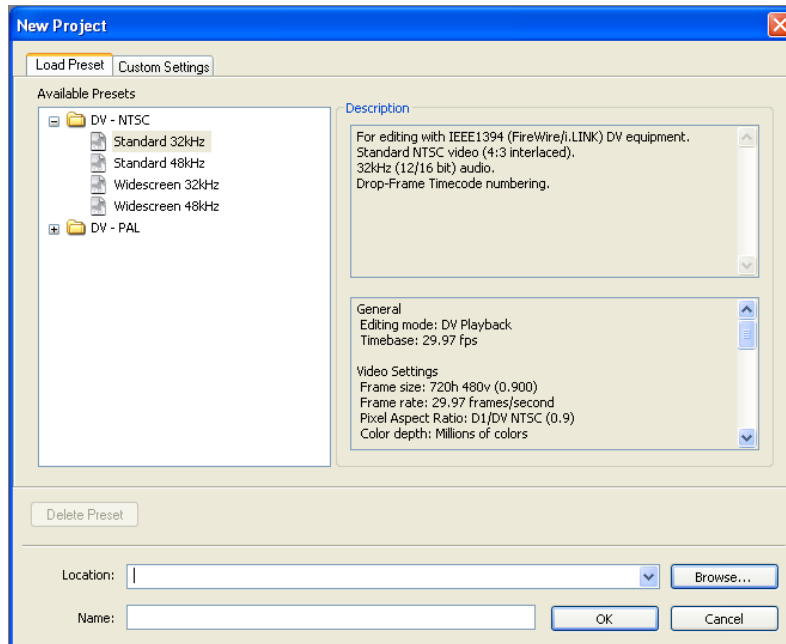 New Project
Load Preset
Custom Settings
Available Presets
DV - NTSC
Standard 32kHz
Standard 48kHz
Widescreen 32kHz
Widescreen 48kHz
DV - PAL
Description
For editing with IEEE1394 (FireWire/i.LINK) DV equipment.
Standard NTSC video (4:3 interlaced).
32kHz (12/16 bit) audio.
Drop-Frame Timecode numbering.
General
Editing mode: DV Playback
Timebase: 29.97 fps
Video Settings
Frame size: 720h 480v (0.900)
Frame rate: 29.97 frames/second
Pixel Aspect Ratio: D1/DV NTSC (0.9)
Color depth: Millions of colors
Delete Preset
Location:
Browse...
Name:
OK
Cancel